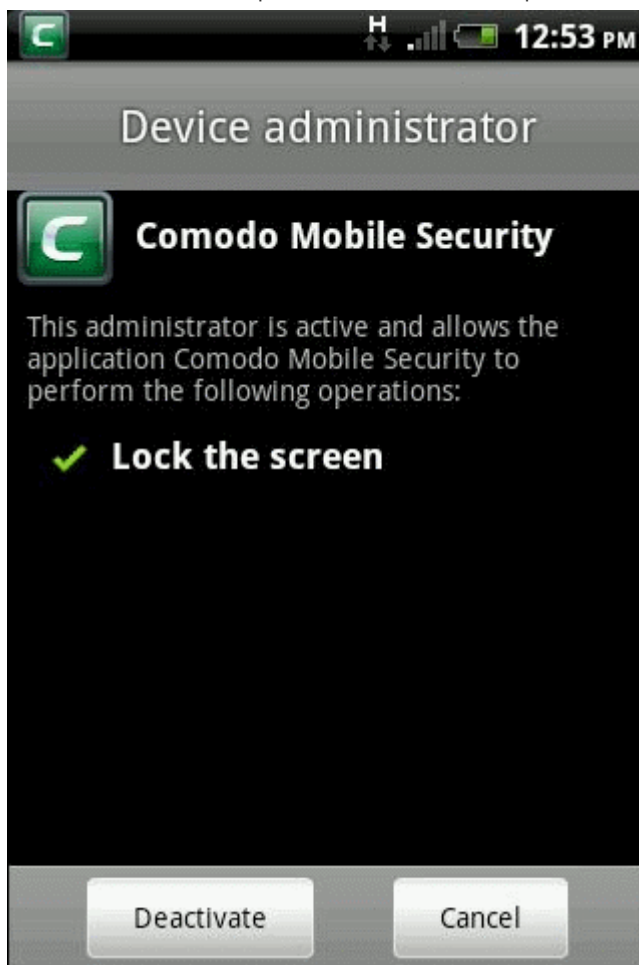 H
12:53 PM
Device administrator
C Comodo Mobile Security
This administrator is active and allows the
application Comodo Mobile Security to
perform the following operations:
Lock the screen
Deactivate Cancel